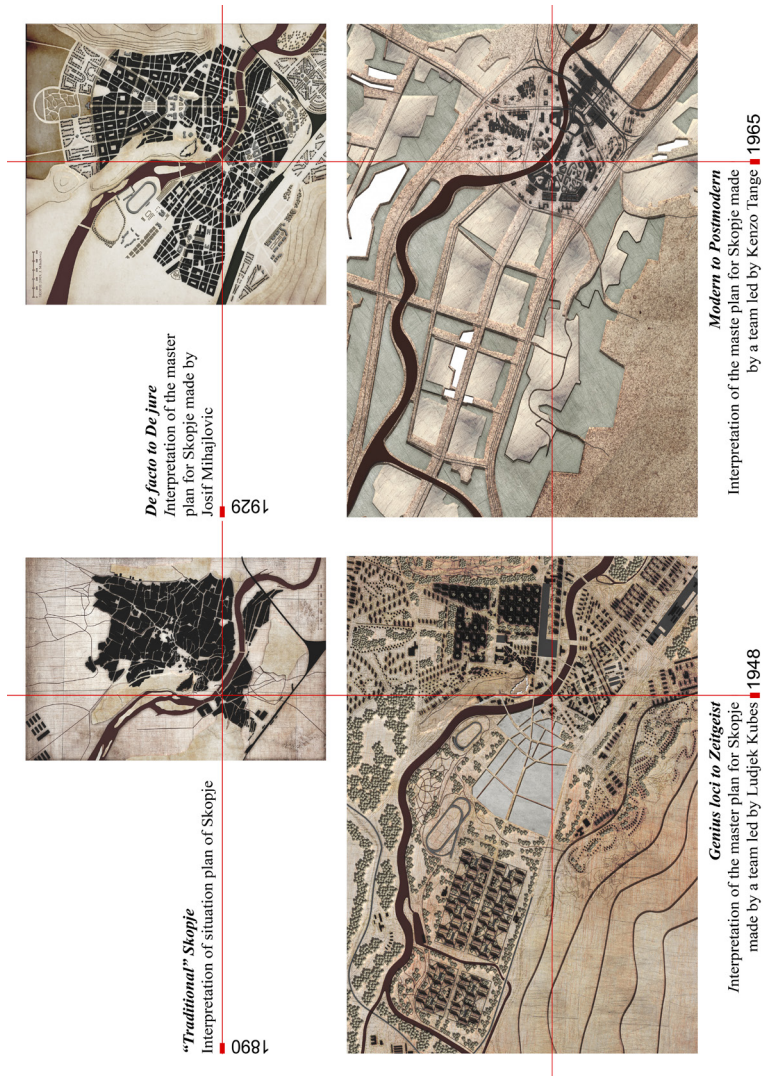 "Traditional" Skopje
Interpretation of situation plan of Skopje
1890
De facto to De jure
Interpretation of the master
plan for Skopje made by
Josif Mihajlovic
1929
Genius loci to Zeitgeist
Interpretation of the master plan for Skopje
made by a team led by Ludjek Kubes
1948
Modern to Postmodern
Interpretation of the maste plan for Skopje made
by a team led by Kenzo Tange
1965